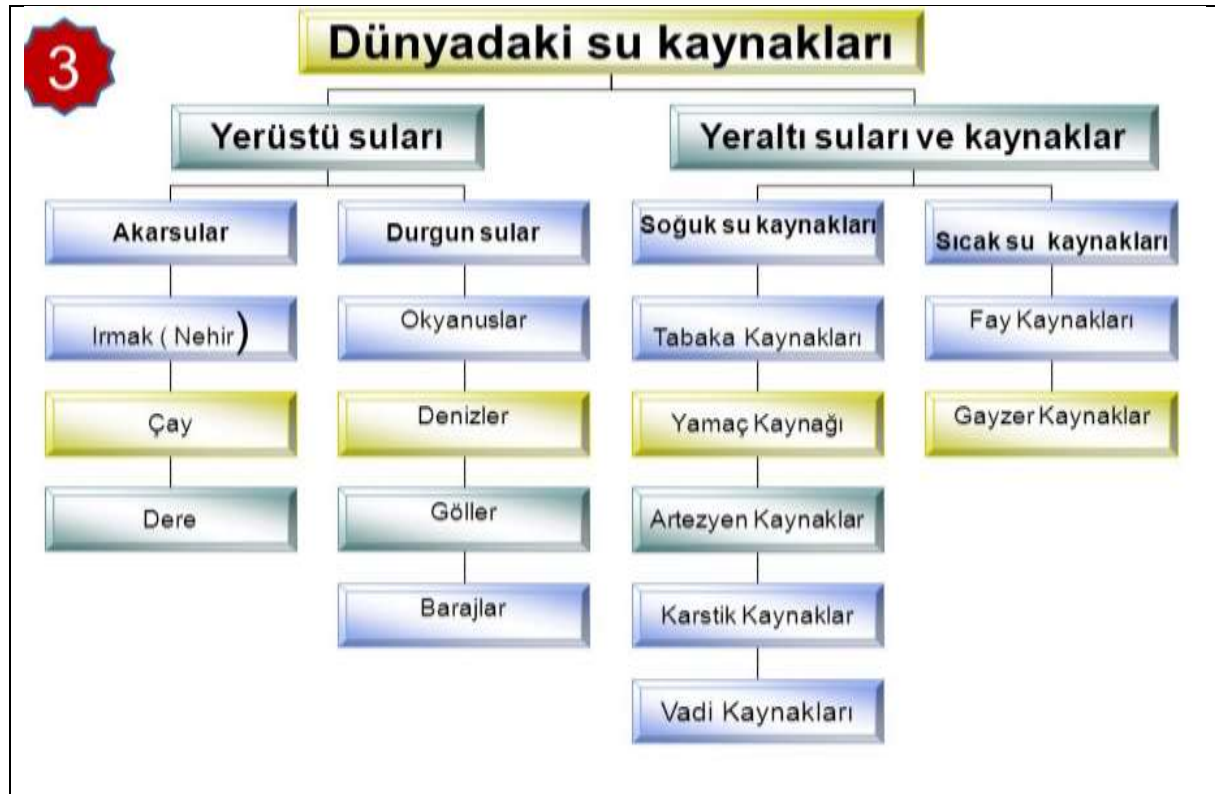 3
Dünyadaki su kaynakları
Yerüstü suları
Yeraltı suları ve kaynaklar
Akarsular
Durgun sular
Soğuk su kaynakları
Sıcak su kaynakları
Irmak ( Nehir )
Okyanuslar
Tabaka Kaynakları
Fay Kaynakları
Çay
Denizler
Yamaç Kaynağı
Gayzer Kaynaklar
Dere
Göller
Artezyen Kaynaklar
Barajlar
Karstik Kaynaklar
Vadi Kaynakları